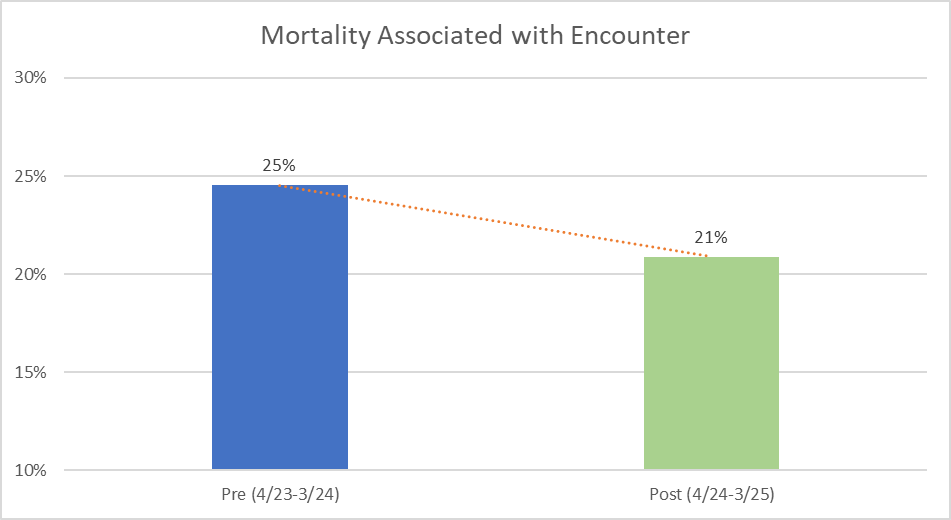 Mortality Associated with Encounter
30%
25%
20%
15%
10%
25%
21%
Pre (4/23-3/24)
Post (4/24-3/25)